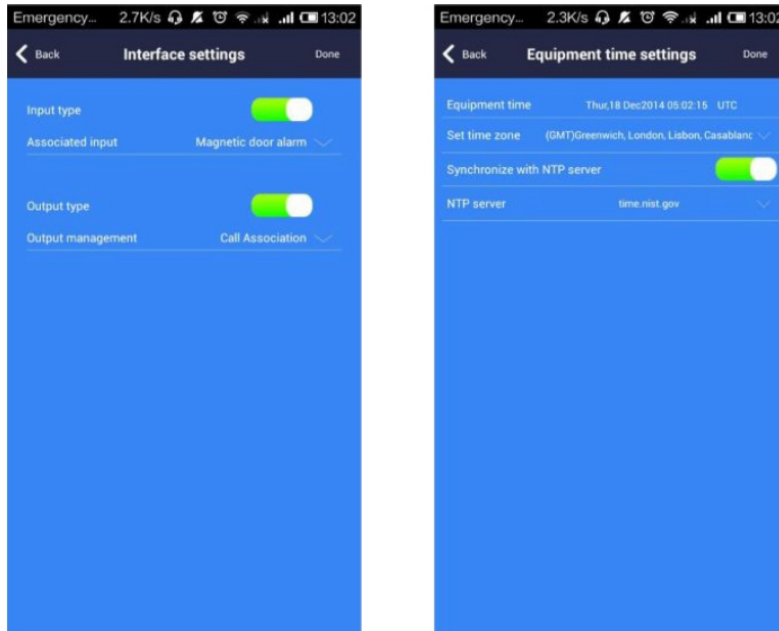 Emergency... 2.7K/s 13:02
Back Interface settings Done
Input type
Associated input Magnetic door alarm
Output type
Output management Call Association
Emergency... 2.3K/s 13:02
Back Equipment time settings Done
Equipment time Thur,18 Dec2014 05:02:15 UTC
Set time zone (GMT)Greenwich, London, Lisbon, Casablanc
Synchronize with NTP server
NTP server time.nist.gov